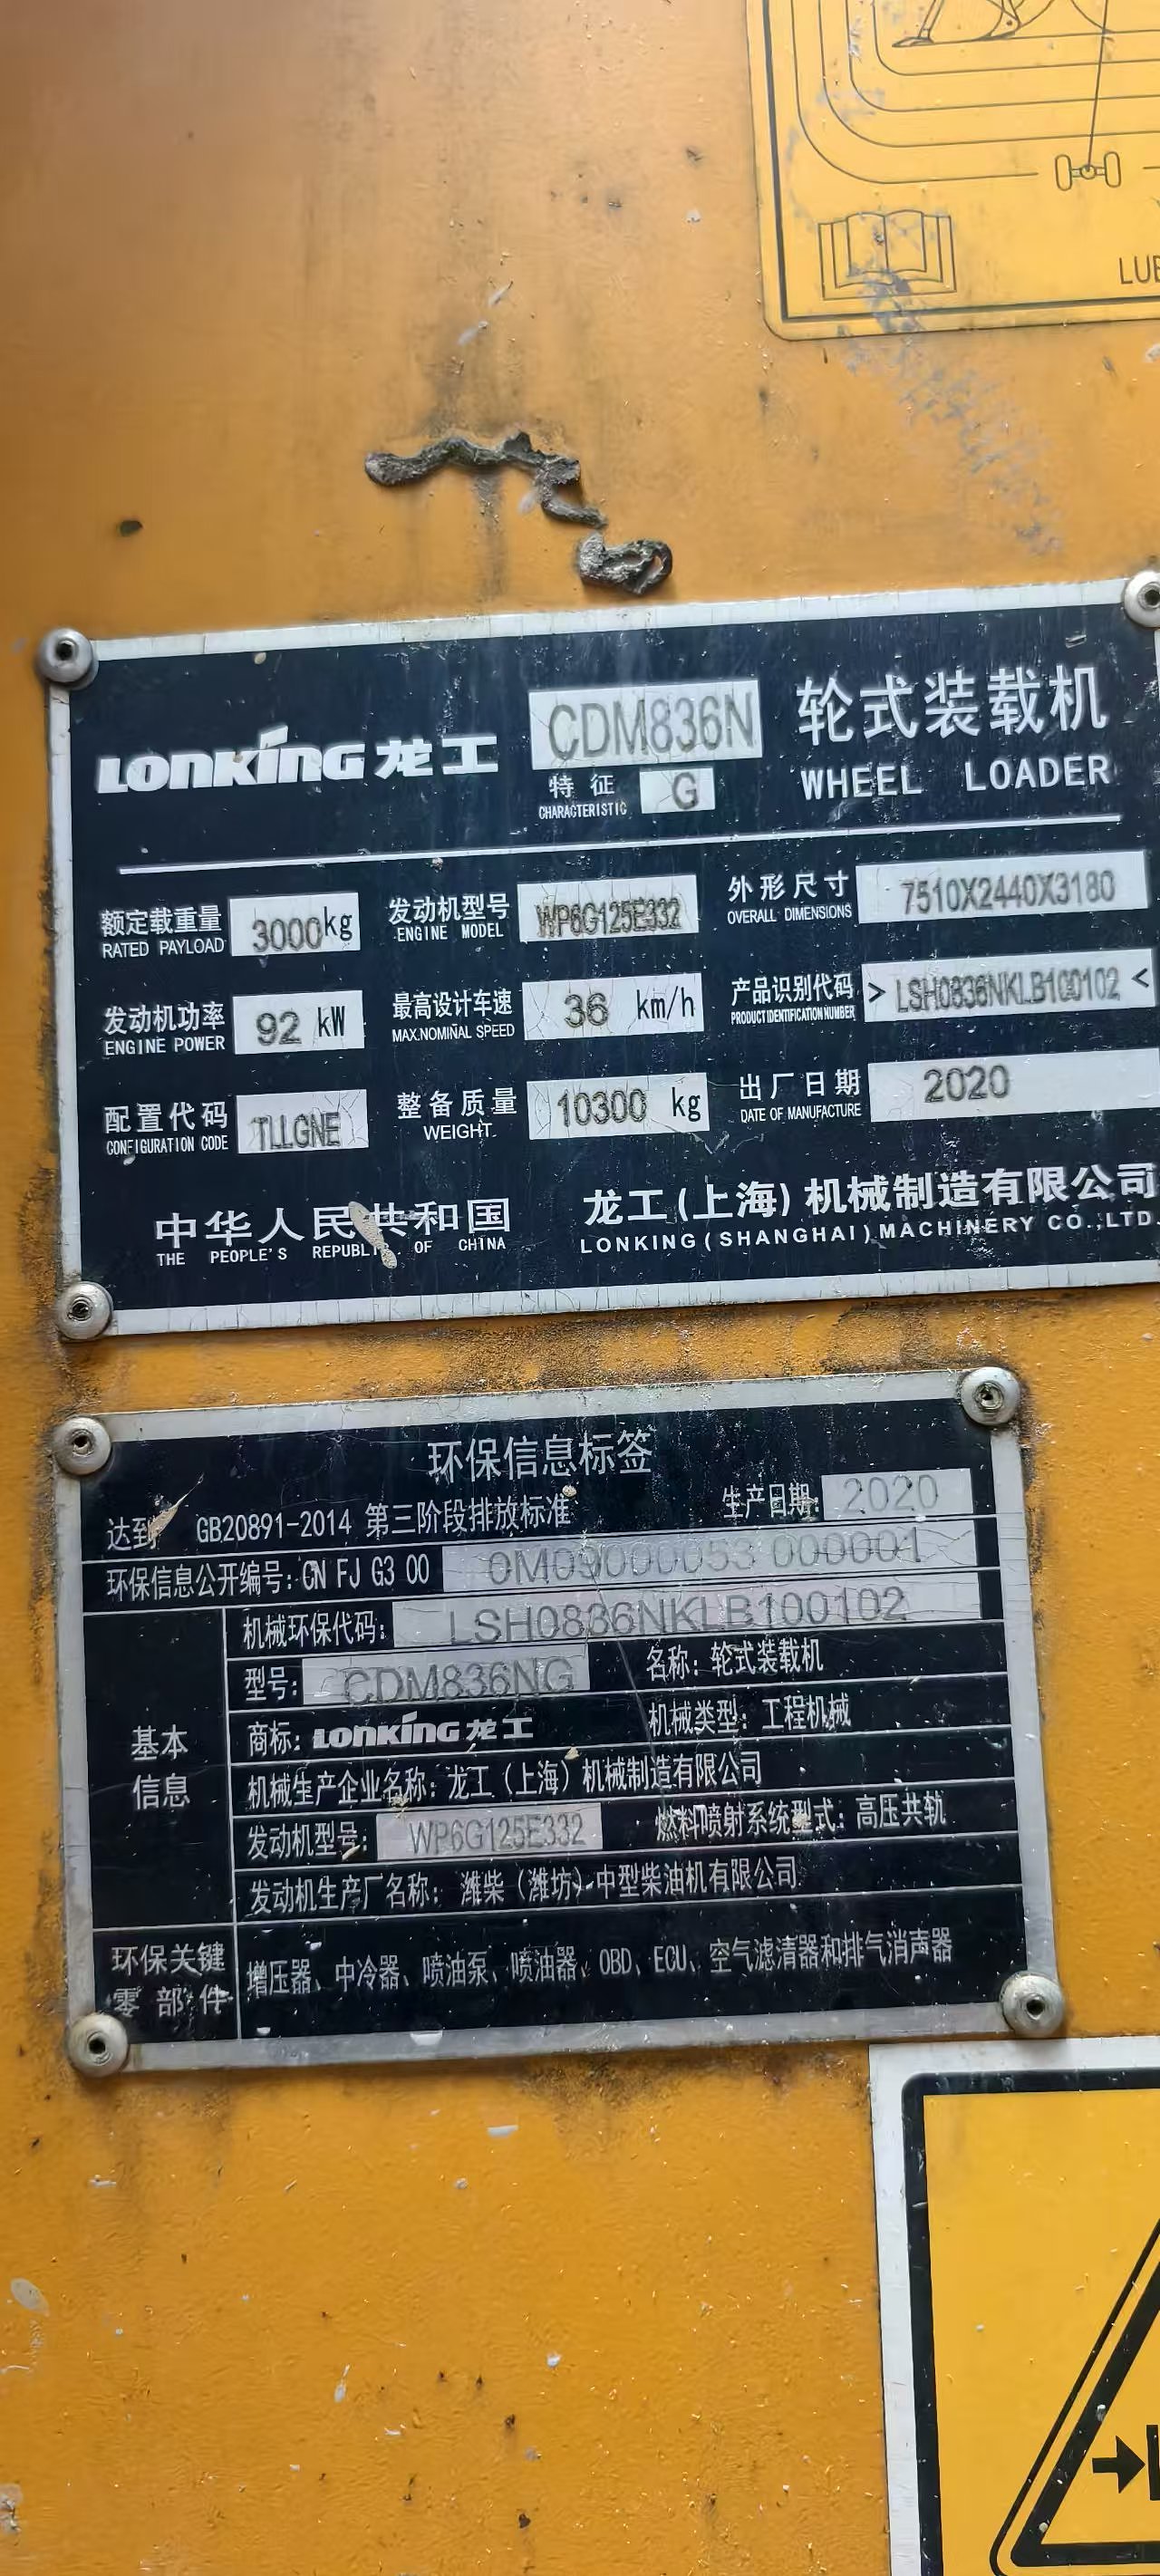 LUB
LONKING 龙工 CDM836N 轮式装载机
特征 G
CHARACTERISTIC
WHEEL LOADER
额定载重量 3000kg 发动机型号 WP6G125E332 外形尺寸 7510X2440X3180
RATED PAYLOAD ENGINE MODEL OVERALL DIMENSIONS
发动机功率 92 kW 最高设计车速 36 km/h 产品识别代码 >LSH0836NKLB100102<
ENGINE POWER MAX.NOMINAL SPEED PRODUCT IDENTIFICATION NUMBER
配置代码 TLLGNE 整备质量 10300 kg 出厂日期 2020
CONFIGURATION CODE WEIGHT DATE OF MANUFACTURE
中华人民共和国 龙工(上海)机械制造有限公司
THE PEOPLE'S REPUBLIC OF CHINA LONKING(SHANGHAI)MACHINERY CO.,LTD.
环保信息标签
达到 GB20891-2014 第三阶段排放标准 生产日期: 2020
环保信息公开编号: CN FJ G3 00 0M09000053 000001
机械环保代码: LSH0836NKLB100102
型号: CDM836NG 名称: 轮式装载机
商标: LONKING 龙工 机械类型: 工程机械
基本信息
机械生产企业名称: 龙工(上海)机械制造有限公司
发动机型号: WP6G125E332 燃料喷射系统型式: 高压共轨
发动机生产厂名称: 潍柴(潍坊)中型柴油机有限公司
环保关键零部件 增压器、中冷器、喷油泵、喷油器、OBD、ECU、空气滤清器和排气消声器